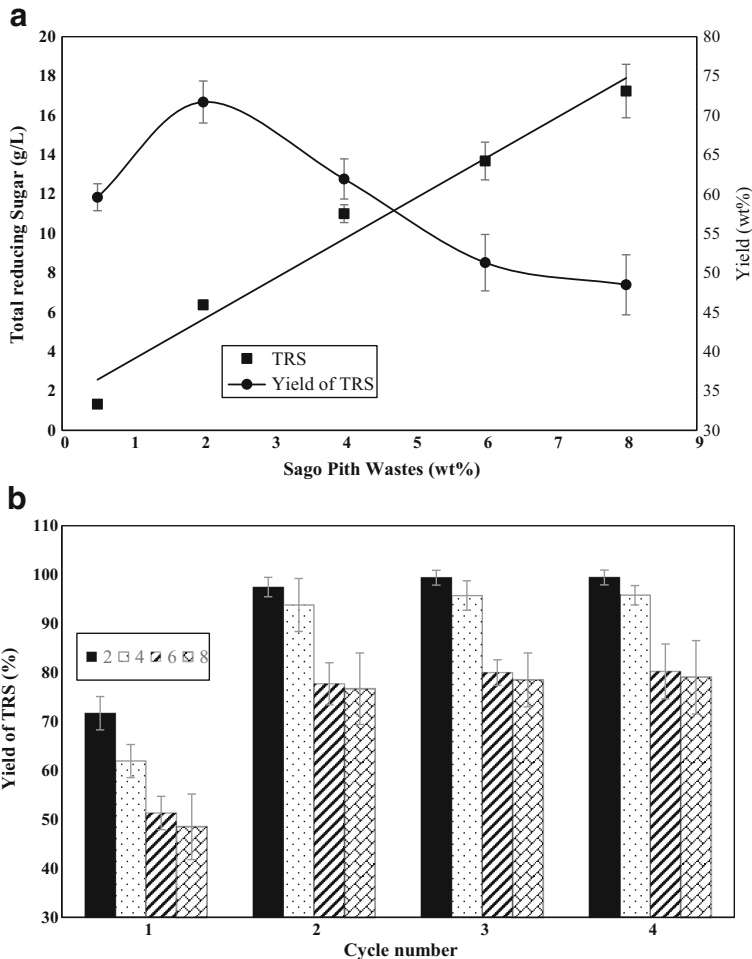 a
20
18
16
14
12
10
8
6
4
2
0
Total reducing Sugar (g/L)
80
75
70
65
60
55
50
45
40
35
30
Yield (wt%)
TRS
Yield of TRS
0 1 2 3 4 5 6 7 8 9
Sago Pith Wastes (wt%)
b
110
100
90
80
70
60
50
40
30
Yield of TRS (%)
2 4 6 8
1 2 3 4
Cycle number